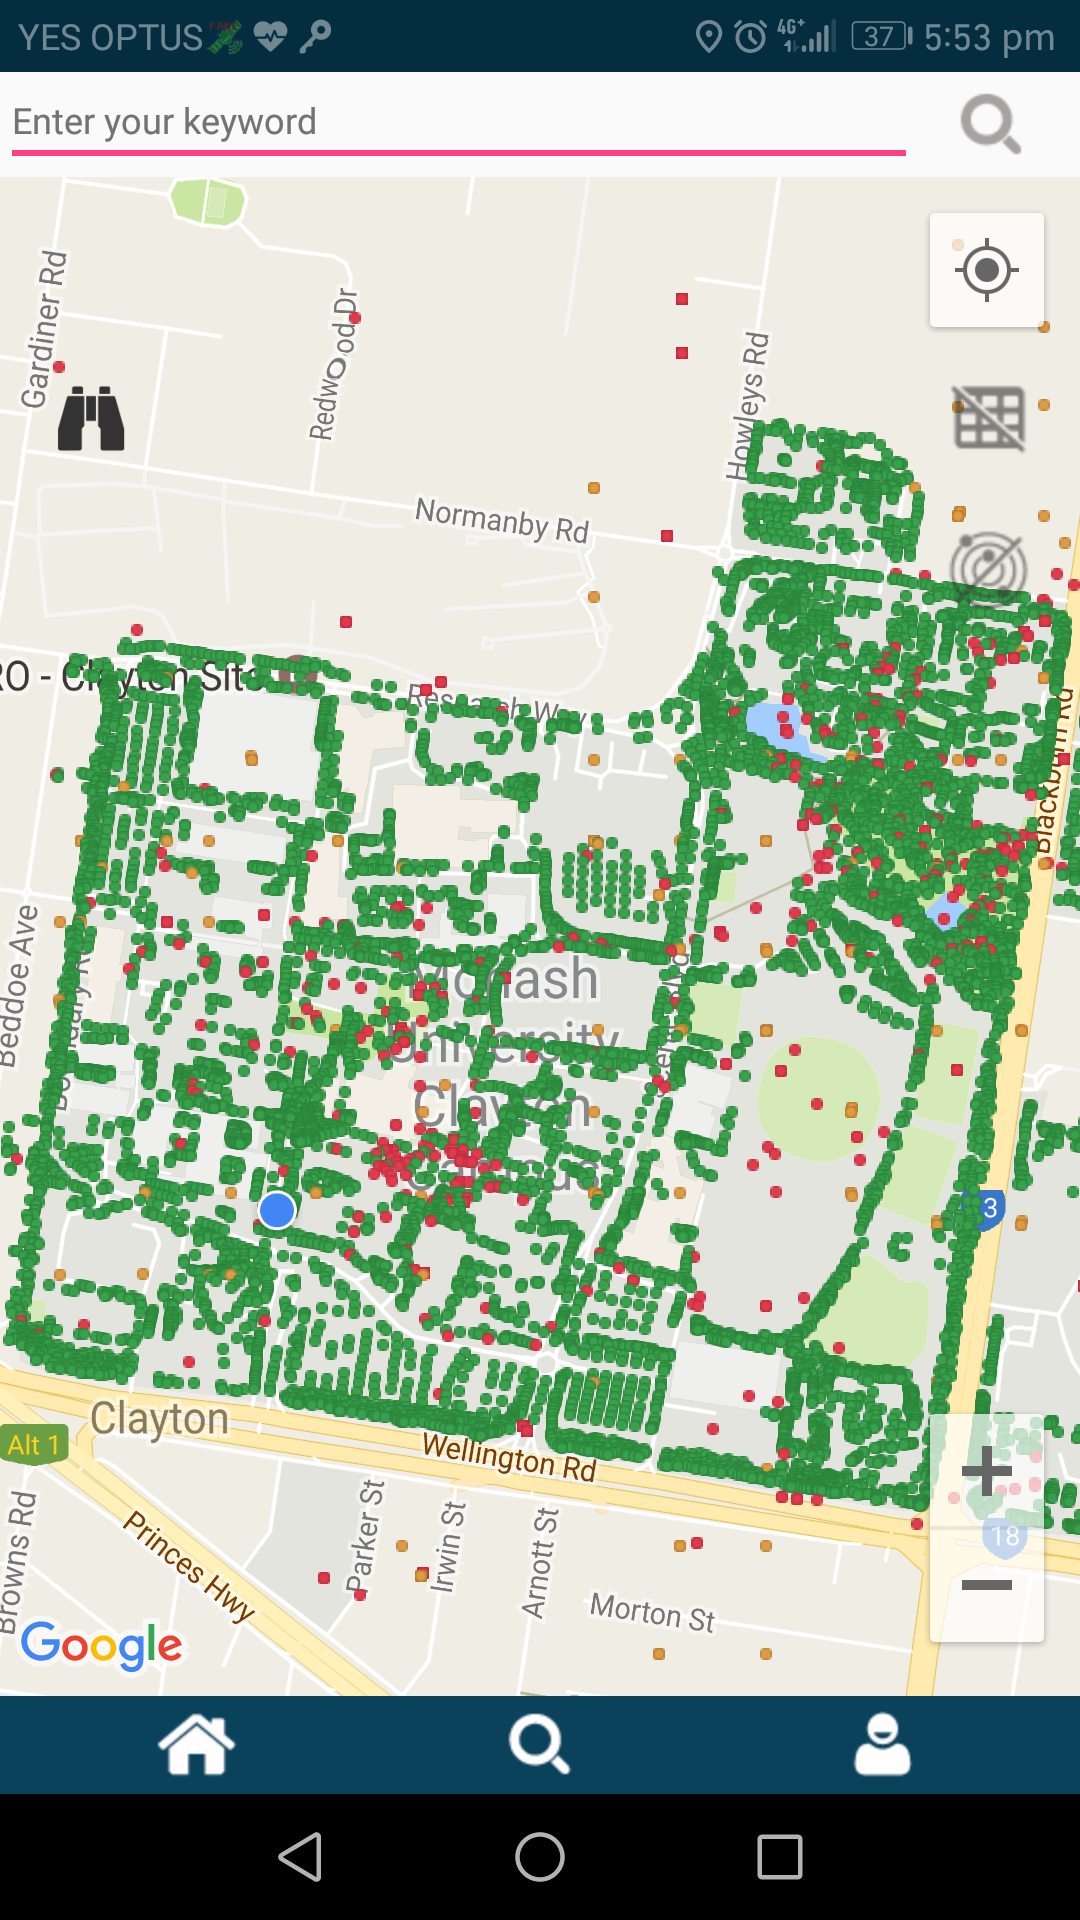 YES OPTUS
4G+
37
5:53 pm
Enter your keyword
Gardiner Rd
Redwood Dr
Howleys Rd
Normanby Rd
RO - Clayton Site
Research Way
Blackburn Rd
Beddoe Ave
Monash
University
Clayton
Campus
3
Clayton
Alt 1
Wellington Rd
Princes Hwy
Browns Rd
Parker St
Irwin St
Arnott St
Morton St
18
Google